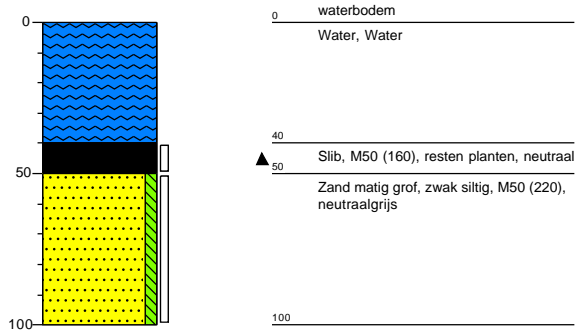 0
50
100
0
waterbodem
Water, Water
40
Slib, M50 (160), resten planten, neutraal
50
Zand matig grof, zwak siltig, M50 (220),
neutraalgrijs
100